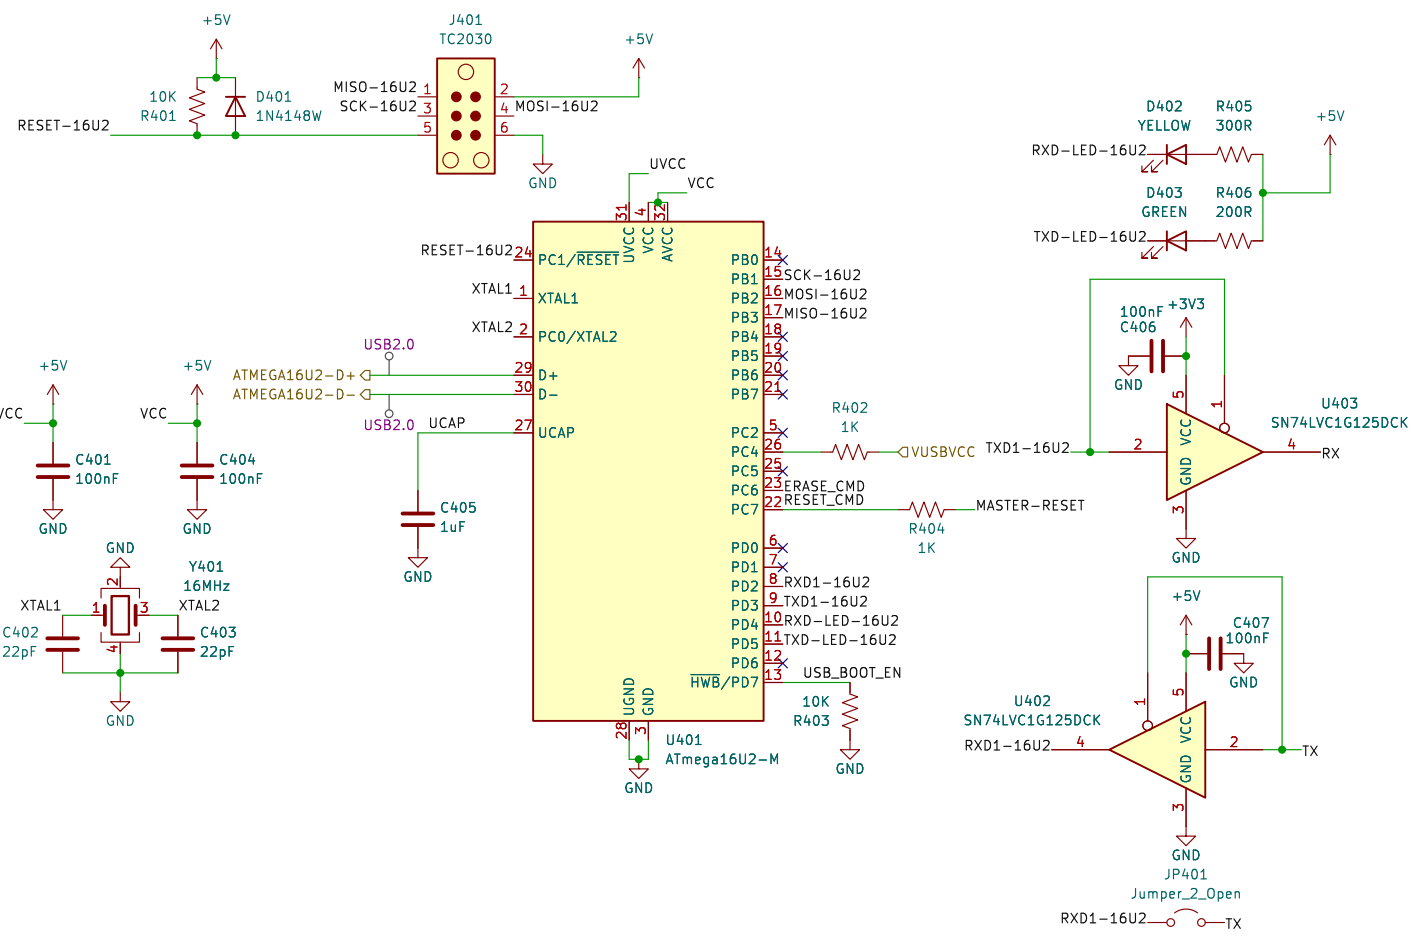 +5V
J401
TC2030
+5V
10K
R401
D401
1N4148W
MISO-16U2
SCK-16U2
1
3
5
2
4
6
MOSI-16U2
RESET-16U2
GND
D402
YELLOW
R405
300R
+5V
RXD-LED-16U2
D403
GREEN
R406
200R
TXD-LED-16U2
UVCC
VCC
31
4
32
UVCC
VCC
AVCC
RESET-16U2
24
PC1/RESET
XTAL1
1
XTAL1
XTAL2
2
PC0/XTAL2
USB2.0
ATMEGA16U2-D+
29
D+
ATMEGA16U2-D-
30
D-
USB2.0
UCAP
27
UCAP
C405
1uF
GND
PB0
14
PB1
15
SCK-16U2
PB2
16
MOSI-16U2
PB3
17
MISO-16U2
PB4
18
PB5
19
PB6
20
PB7
21
PC2
5
PC4
26
PC5
25
PC6
23
ERASE_CMD
PC7
22
RESET_CMD
R402
1K
VUSBVCC
R404
1K
MASTER-RESET
PD0
6
PD1
7
PD2
8
RXD1-16U2
PD3
9
TXD1-16U2
PD4
10
RXD-LED-16U2
PD5
11
TXD-LED-16U2
PD6
12
HWB/PD7
13
USB_BOOT_EN
10K
R403
GND
UGND
GND
28
3
U401
ATmega16U2-M
GND
+5V
VCC
C401
100nF
GND
+5V
VCC
C404
100nF
GND
GND
Y401
16MHz
XTAL1
1
2
3
4
XTAL2
C402
22pF
C403
22pF
GND
100nF
C406
+3V3
GND
U403
SN74LVC1G125DCK
TXD1-16U2
2
5
1
VCC
GND
3
4
RX
GND
+5V
C407
100nF
GND
U402
SN74LVC1G125DCK
RXD1-16U2
4
1
5
VCC
GND
3
2
TX
GND
JP401
Jumper_2_Open
RXD1-16U2
TX